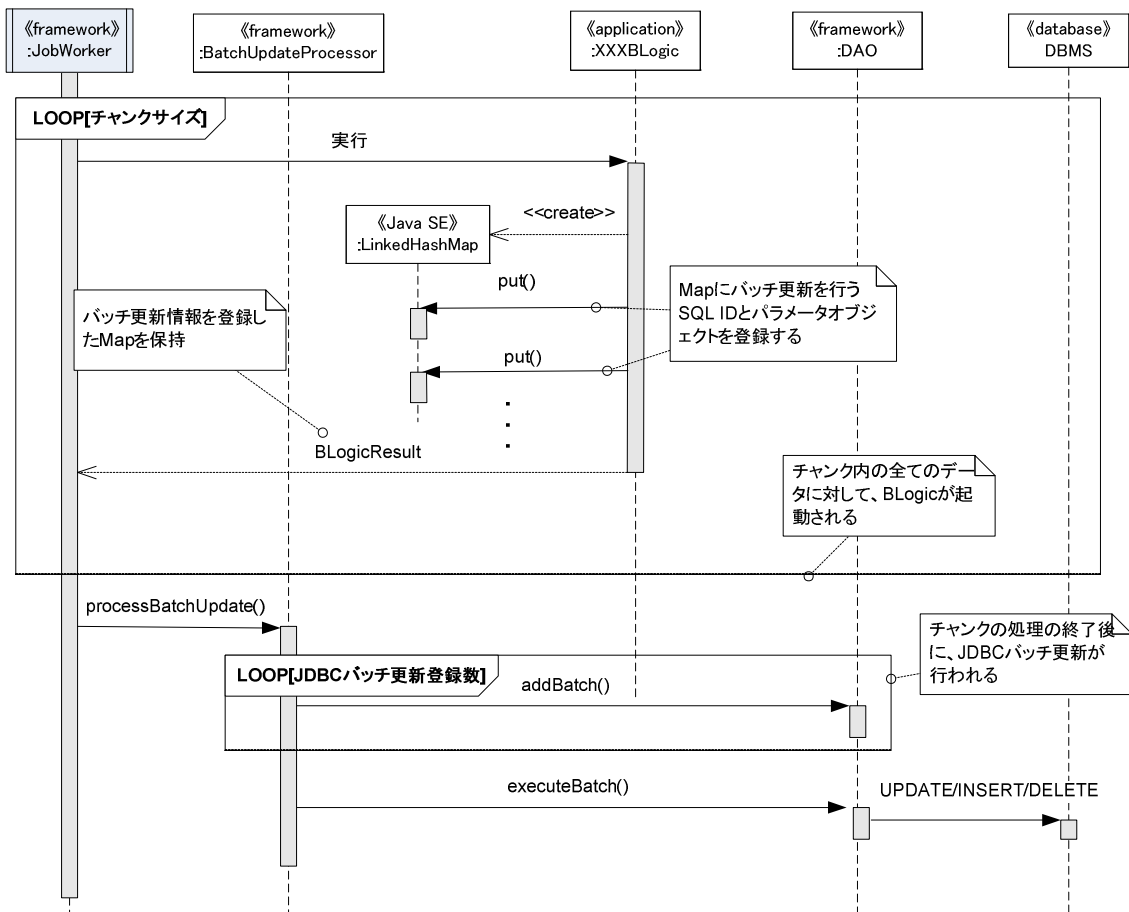 《framework》
:JobWorker
《framework》
:BatchUpdateProcessor
《application》
:XXXBLogic
《framework》
:DAO
《database》
DBMS
LOOP[チャンクサイズ]
実行
<<create>>
《Java SE》
:LinkedHashMap
put()
Mapにバッチ更新を行う
SQL IDとパラメータオブジ
ェクトを登録する
バッチ更新情報を登録し
たMapを保持
put()
・
・
・
BLogicResult
チャンク内の全てのデー
タに対して、BLogicが起
動される
processBatchUpdate()
チャンクの処理の終了後
に、JDBCバッチ更新が
行われる
LOOP[JDBCバッチ更新登録数]
addBatch()
executeBatch()
UPDATE/INSERT/DELETE